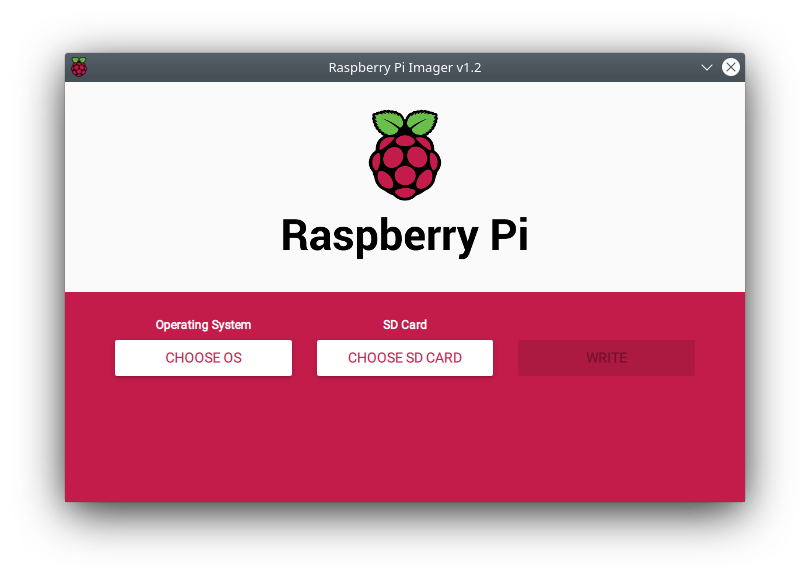 Raspberry Pi Imager v1.2
Raspberry Pi
Operating System
SD Card
CHOOSE OS
CHOOSE SD CARD
WRITE